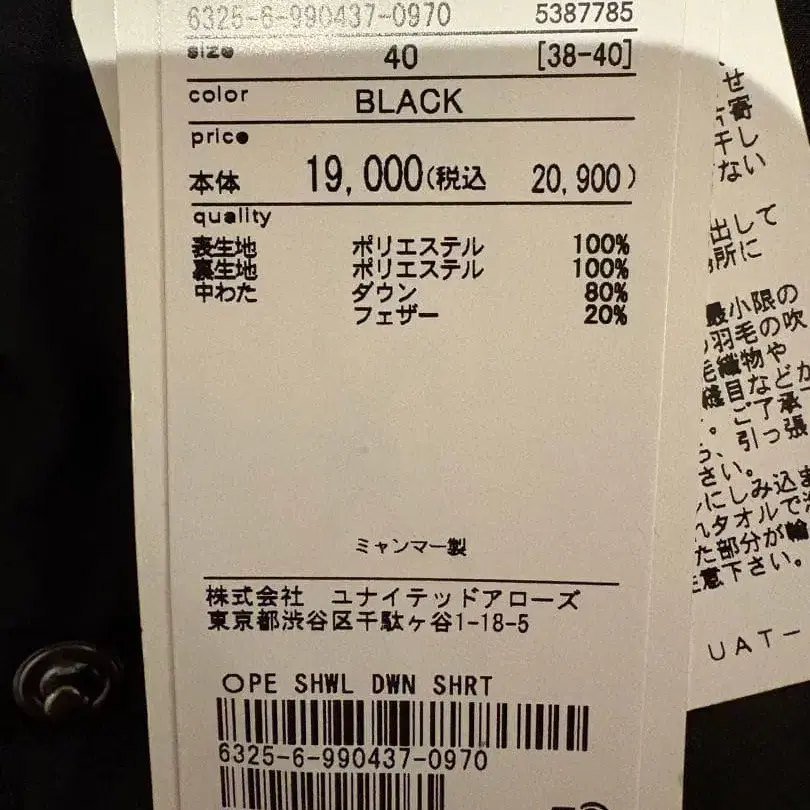 6325-6-990437-0970 5387785
size 40 [38-40]
color BLACK
price
本体 19,000(税込 20,900)
quality
表生地 ポリエステル 100%
裏生地 ポリエステル 100%
中わた ダウン 80%
フェザー 20%
ミャンマー製
株式会社 ユナイテッドアローズ
東京都渋谷区千駄ヶ谷1-18-5
OPE SHWL DWN SHRT
6325-6-990437-0970
せ
寄
干し
ない
出して
所に
最小限の
羽毛の吹
毛織物や
縫目などか
。ご了承
、引っ張
さい。
にしみ込ま
れタオルで
た部分が輪
意下さい。
UAT-